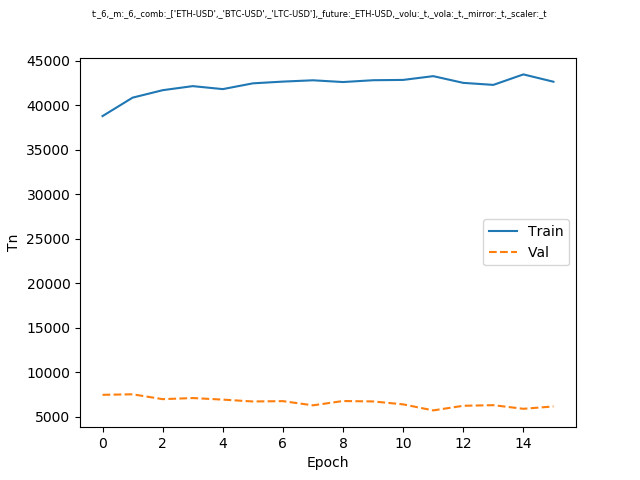 t:_6,_m:_6,_comb:_['ETH-USD',_'BTC-USD',_'LTC-USD'],_future:_ETH-USD,_volu:_t,_vola:_t,_mirror:_t,_scaler:_t
45000
40000
35000
30000
25000
20000
15000
10000
5000
Tn
Train
Val
0 2 4 6 8 10 12 14
Epoch